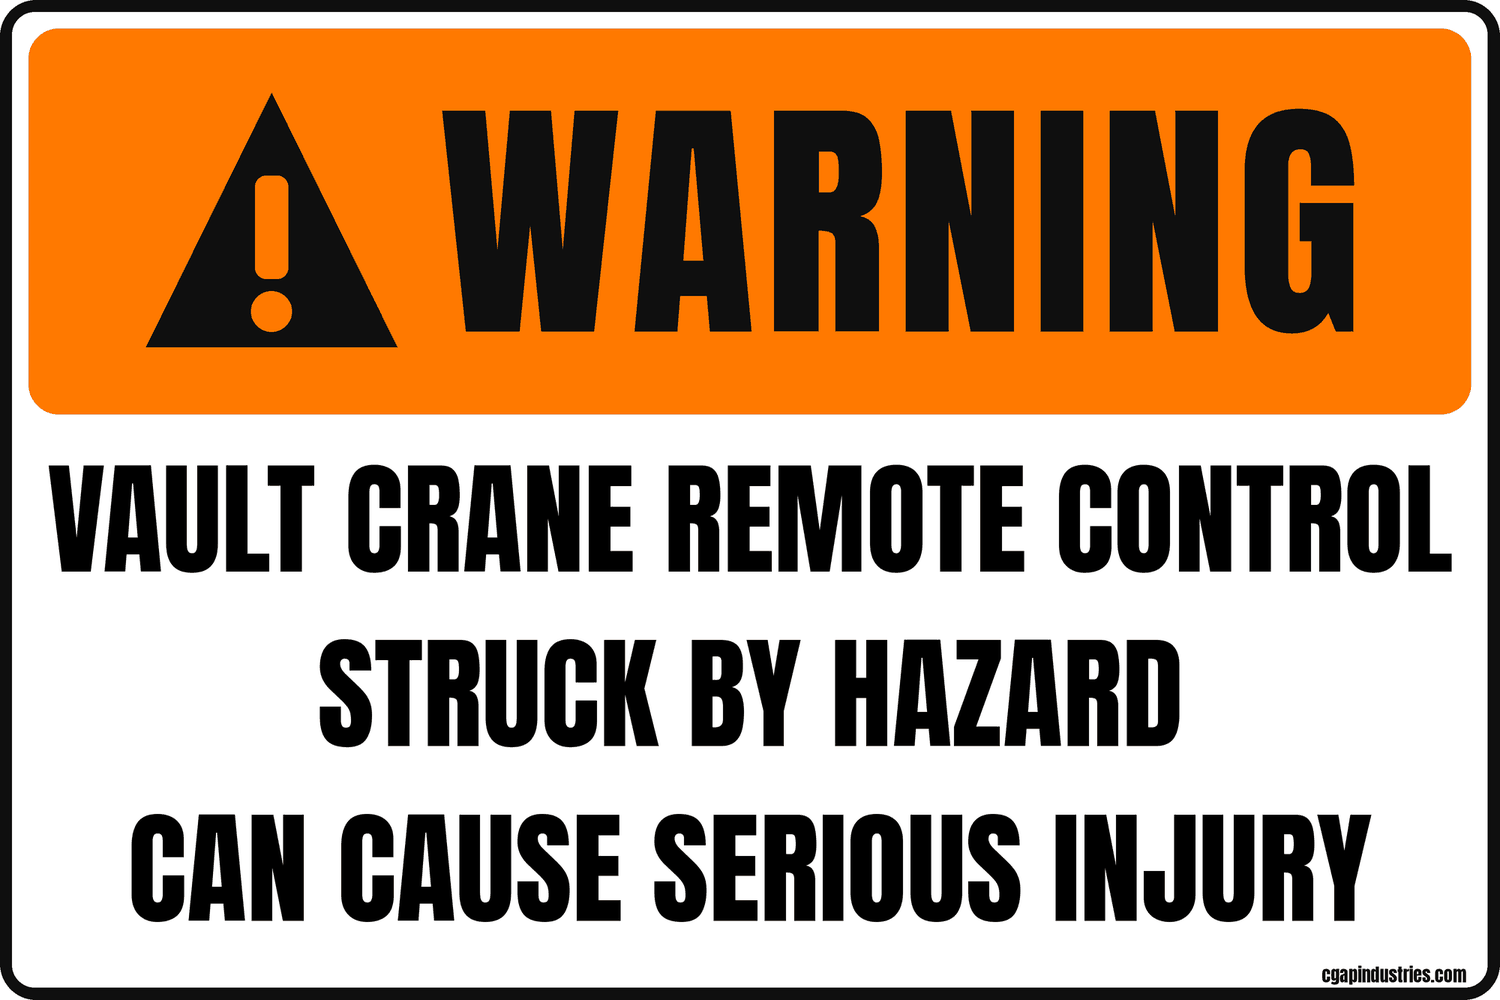 WARNING
VAULT CRANE REMOTE CONTROL
STRUCK BY HAZARD
CAN CAUSE SERIOUS INJURY
cgapindustries.com